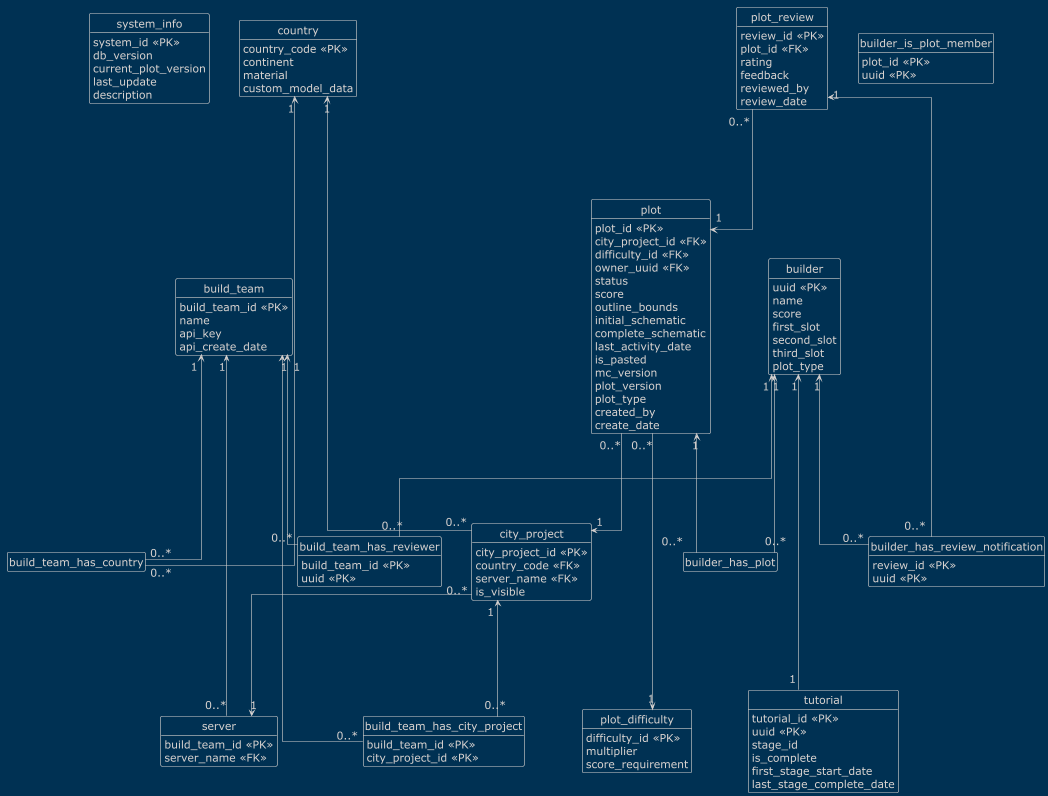 system_info
system_id «PK»
db_version
current_plot_version
last_update
description
country
country_code «PK»
continent
material
custom_model_data
plot_review
review_id «PK»
plot_id «FK»
rating
feedback
reviewed_by
review_date
builder_is_plot_member
plot_id «PK»
uuid «PK»
1
1
1
0..*
1
plot
plot_id «PK»
city_project_id «FK»
difficulty_id «FK»
owner_uuid «FK»
status
score
outline_bounds
initial_schematic
complete_schematic
last_activity_date
is_pasted
mc_version
plot_version
plot_type
created_by
create_date
builder
uuid «PK»
name
score
first_slot
second_slot
third_slot
plot_type
build_team
build_team_id «PK»
name
api_key
api_create_date
1
1
1
1
1
1
1
1
0..*
0..*
1
0..*
0..*
0..*
1
0..*
0..*
0..*
0..*
0..*
0..*
build_team_has_country
build_team_has_reviewer
build_team_id «PK»
uuid «PK»
city_project
city_project_id «PK»
country_code «FK»
server_name «FK»
is_visible
builder_has_plot
builder_has_review_notification
review_id «PK»
uuid «PK»
0..*
1
1
0..*
1
0..*
1
0..*
server
build_team_id «PK»
server_name «FK»
build_team_has_city_project
build_team_id «PK»
city_project_id «PK»
plot_difficulty
difficulty_id «PK»
multiplier
score_requirement
tutorial
tutorial_id «PK»
uuid «PK»
stage_id
is_complete
first_stage_start_date
last_stage_complete_date